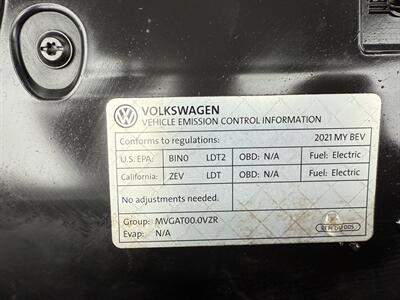 VOLKSWAGEN
VEHICLE EMISSION CONTROL INFORMATION
Conforms to regulations: 2021 MY BEV
U.S. EPA: BIN0 LDT2 OBD: N/A Fuel: Electric
California: ZEV LDT OBD: N/A Fuel: Electric
No adjustments needed.
Group: MVGAT00.0VZR
Evap: N/A